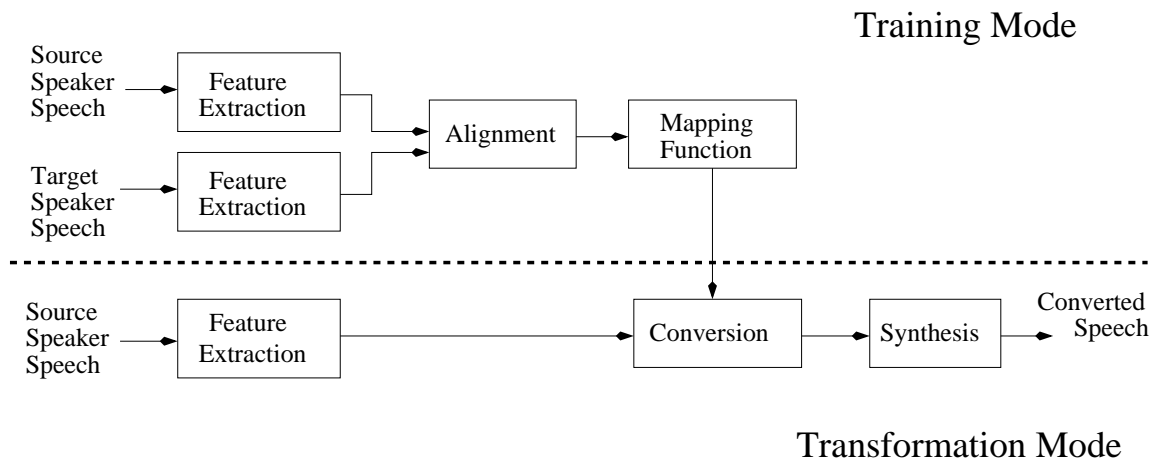 Training Mode
Source
Speaker
Speech
Feature
Extraction
Target
Speaker
Speech
Feature
Extraction
Alignment
Mapping
Function
Source
Speaker
Speech
Feature
Extraction
Conversion
Synthesis
Converted
Speech
Transformation Mode